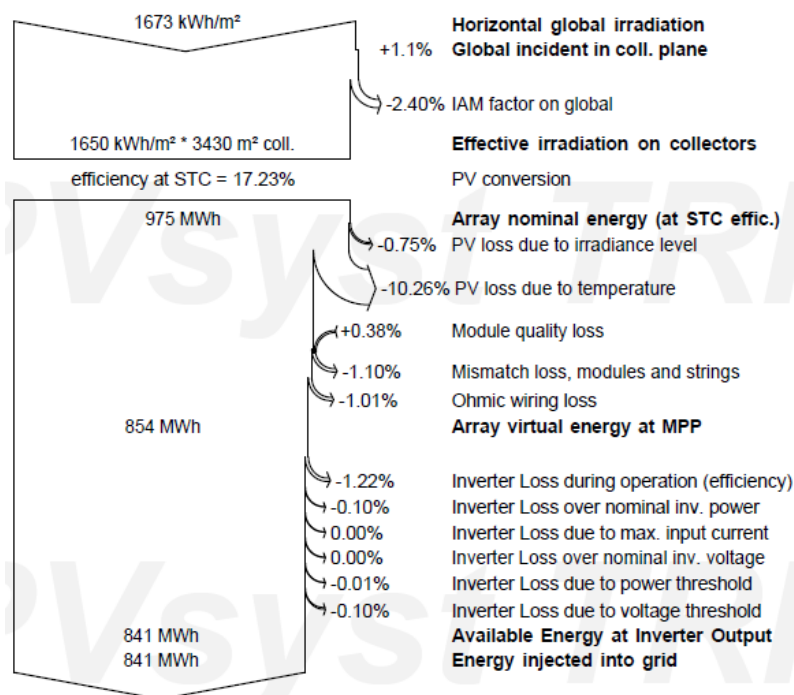 1673 kWh/m² Horizontal global irradiation
+1.1% Global incident in coll. plane
-2.40% IAM factor on global
1650 kWh/m² * 3430 m² coll. Effective irradiation on collectors
efficiency at STC = 17.23% PV conversion
975 MWh Array nominal energy (at STC effic.)
-0.75% PV loss due to irradiance level
-10.26% PV loss due to temperature
+0.38% Module quality loss
-1.10% Mismatch loss, modules and strings
-1.01% Ohmic wiring loss
854 MWh Array virtual energy at MPP
-1.22% Inverter Loss during operation (efficiency)
-0.10% Inverter Loss over nominal inv. power
0.00% Inverter Loss due to max. input current
0.00% Inverter Loss over nominal inv. voltage
-0.01% Inverter Loss due to power threshold
-0.10% Inverter Loss due to voltage threshold
841 MWh Available Energy at Inverter Output
841 MWh Energy injected into grid
PVsyst TRI
PVsyst TRI